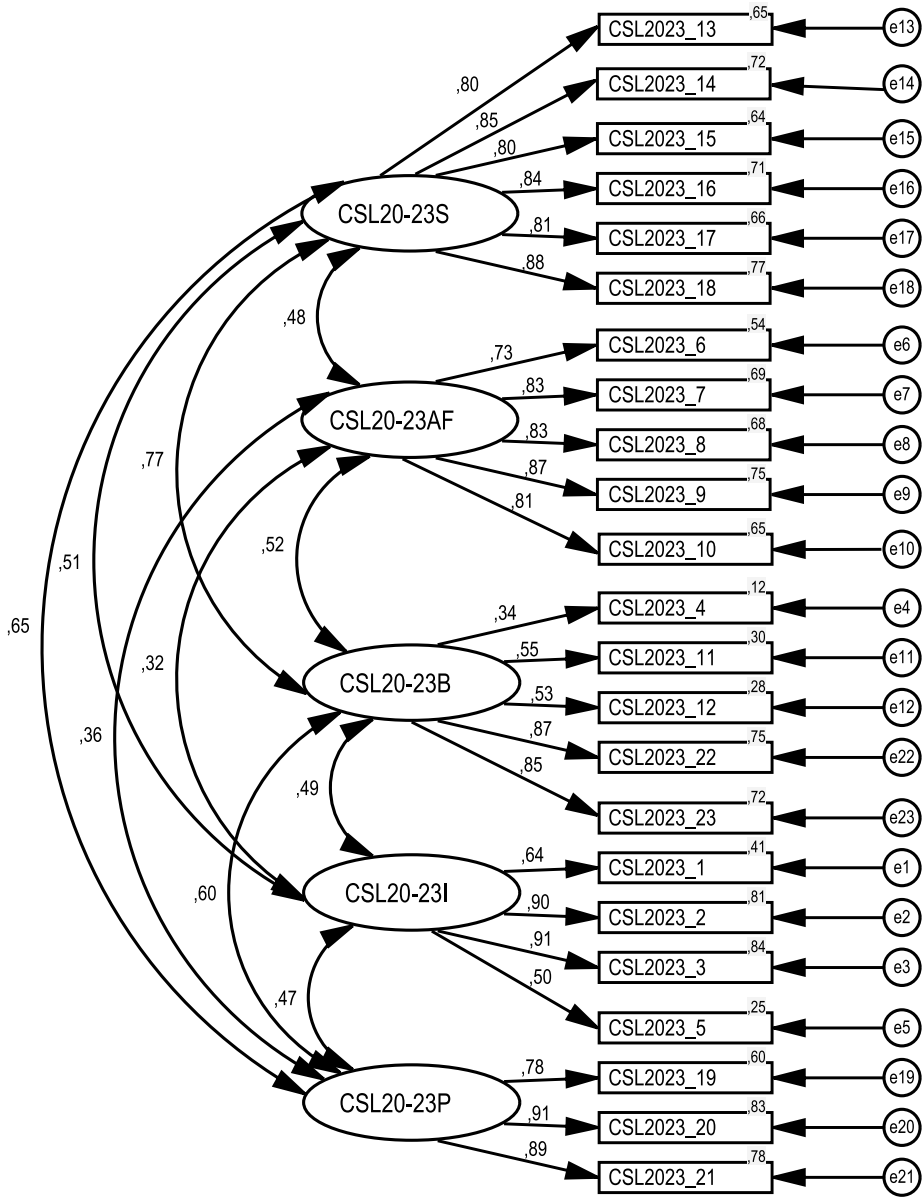 ,65
CSL2023_13
e13
,80
,72
CSL2023_14
e14
,85
,64
CSL2023_15
e15
,80
,71
CSL2023_16
e16
,84
CSL20-23S
,66
CSL2023_17
e17
,81
,77
CSL2023_18
e18
,88
,48
,54
CSL2023_6
e6
,73
,69
CSL2023_7
e7
,83
CSL20-23AF
,68
CSL2023_8
e8
,83
,75
CSL2023_9
e9
,87
,65
CSL2023_10
e10
,81
,77
,52
,51
,65
,32
,36
,12
CSL2023_4
e4
,34
,30
CSL2023_11
e11
,55
CSL20-23B
,28
CSL2023_12
e12
,53
,75
CSL2023_22
e22
,87
,72
CSL2023_23
e23
,85
,49
,41
CSL2023_1
e1
,64
,81
CSL2023_2
e2
,90
CSL20-23I
,60
,84
CSL2023_3
e3
,91
,25
CSL2023_5
e5
,50
,47
,60
CSL2023_19
e19
,78
CSL20-23P
,83
CSL2023_20
e20
,91
,78
CSL2023_21
e21
,89